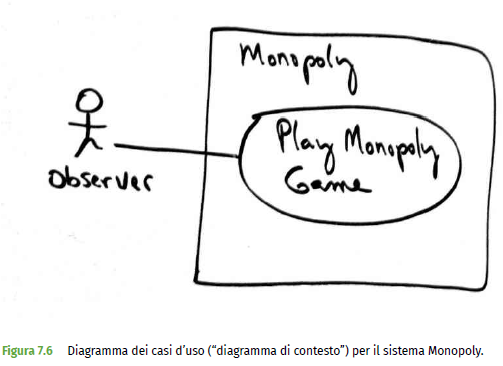 Monopoly
Play Monopoly
Game
Observer
Figura 7.6 Diagramma dei casi d'uso (“diagramma di contesto”) per il sistema Monopoly.